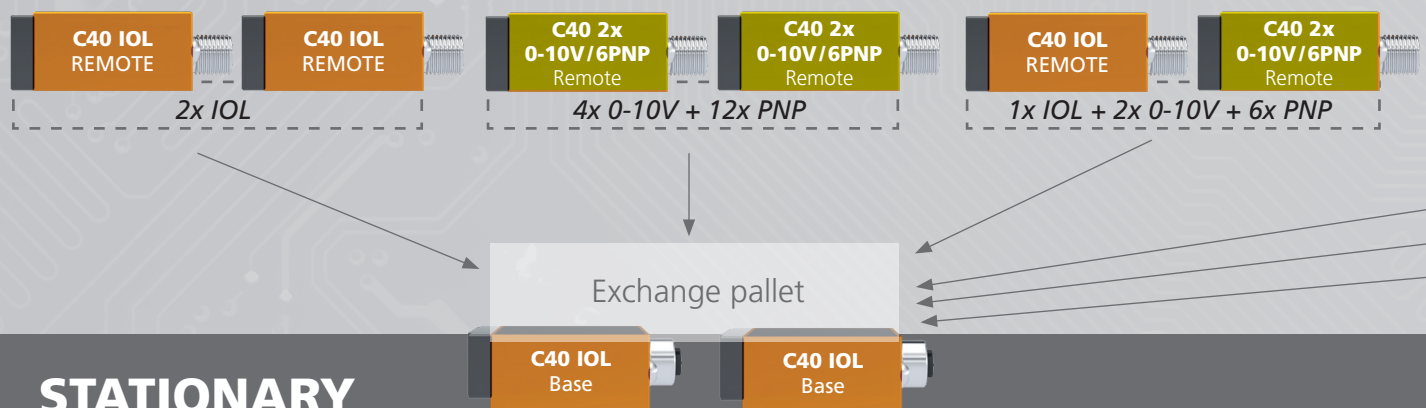 C40 IOL
REMOTE
C40 IOL
REMOTE
2x IOL
C40 2x
0-10V/6PNP
Remote
C40 2x
0-10V/6PNP
Remote
4x 0-10V + 12x PNP
C40 IOL
REMOTE
C40 2x
0-10V/6PNP
Remote
1x IOL + 2x 0-10V + 6x PNP
Exchange pallet
C40 IOL
Base
C40 IOL
Base
STATIONARY